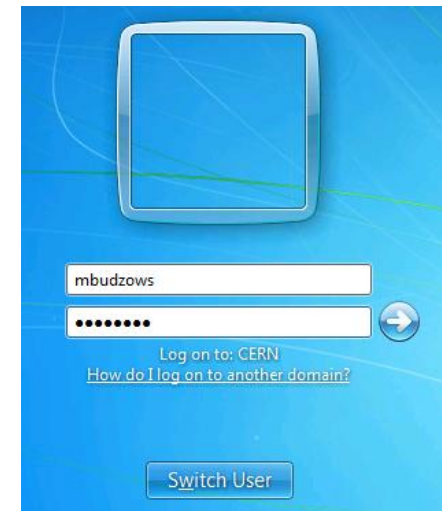 mbudzows
●●●●●●●●
Log on to: CERN
How do I log on to another domain?
Switch User